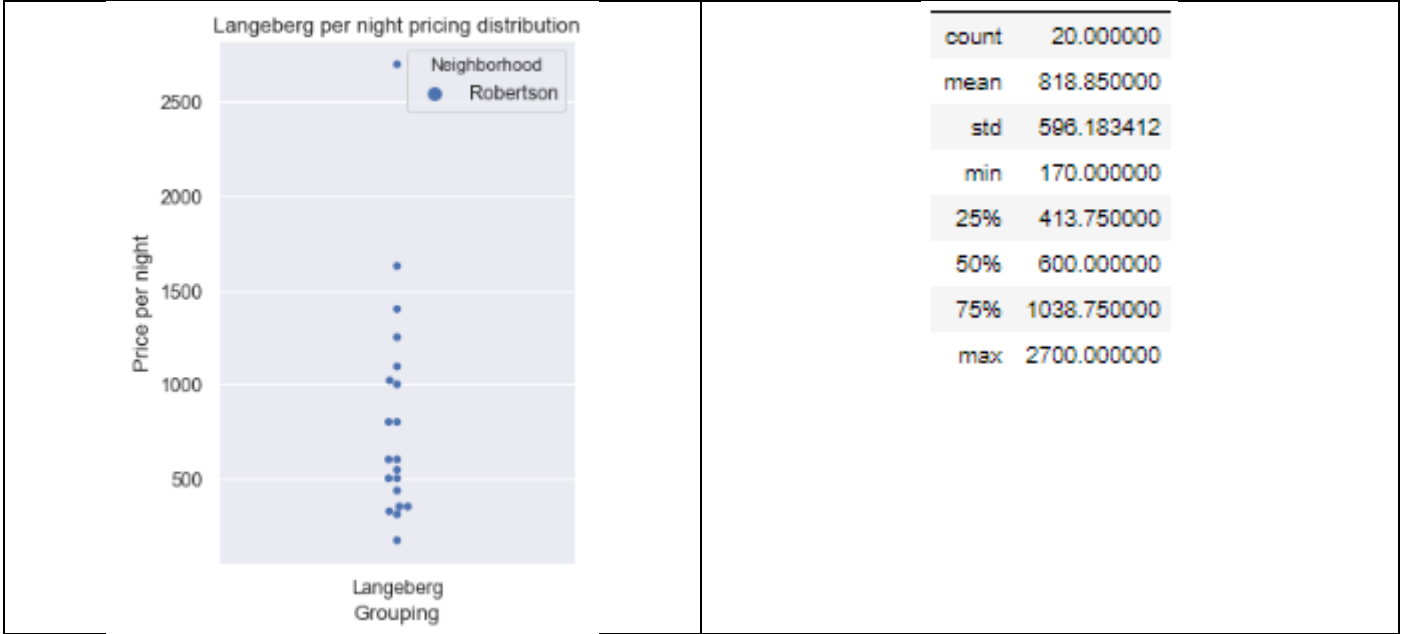 Langeberg per night pricing distribution
Neighborhood
Robertson
2500
2000
1500
1000
500
Price per night
Langeberg
Grouping
count 20.000000
mean 818.850000
std 596.183412
min 170.000000
25% 413.750000
50% 600.000000
75% 1038.750000
max 2700.000000